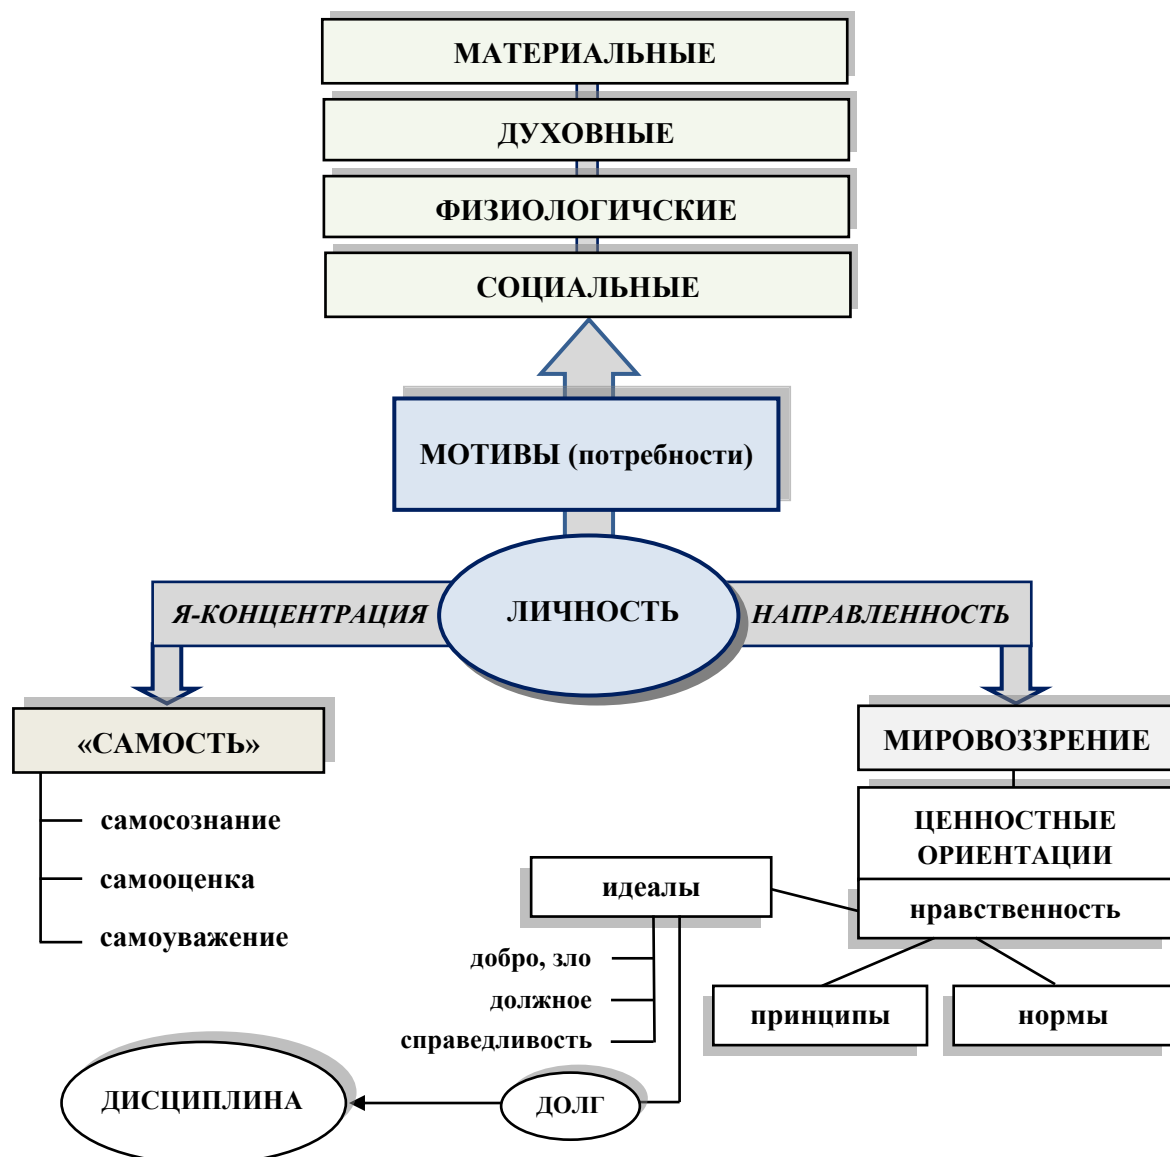 МАТЕРИАЛЬНЫЕ
ДУХОВНЫЕ
ФИЗИОЛОГИЧСКИЕ
СОЦИАЛЬНЫЕ
МОТИВЫ (потребности)
Я-КОНЦЕНТРАЦИЯ
ЛИЧНОСТЬ
НАПРАВЛЕННОСТЬ
«САМОСТЬ»
самосознание
самооценка
самоуважение
МИРОВОЗЗРЕНИЕ
ЦЕННОСТНЫЕ
ОРИЕНТАЦИИ
нравственность
идеалы
добро, зло
должное
справедливость
принципы
нормы
ДОЛГ
ДИСЦИПЛИНА